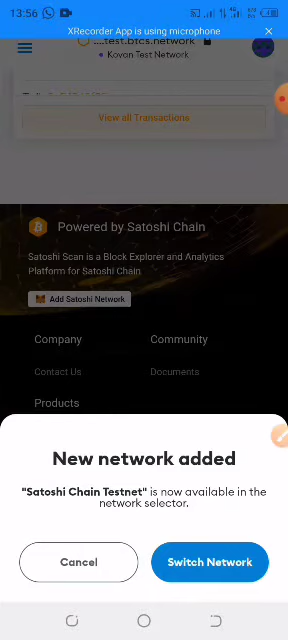 13:56
XRecorder App is using microphone
....test.btcs.network
Kovan Test Network
View all Transactions
Powered by Satoshi Chain
Satoshi Scan is a Block Explorer and Analytics
Platform for Satoshi Chain
Add Satoshi Network
Company
Community
Contact Us
Documents
Products
New network added
"Satoshi Chain Testnet" is now available in the
network selector.
Cancel
Switch Network